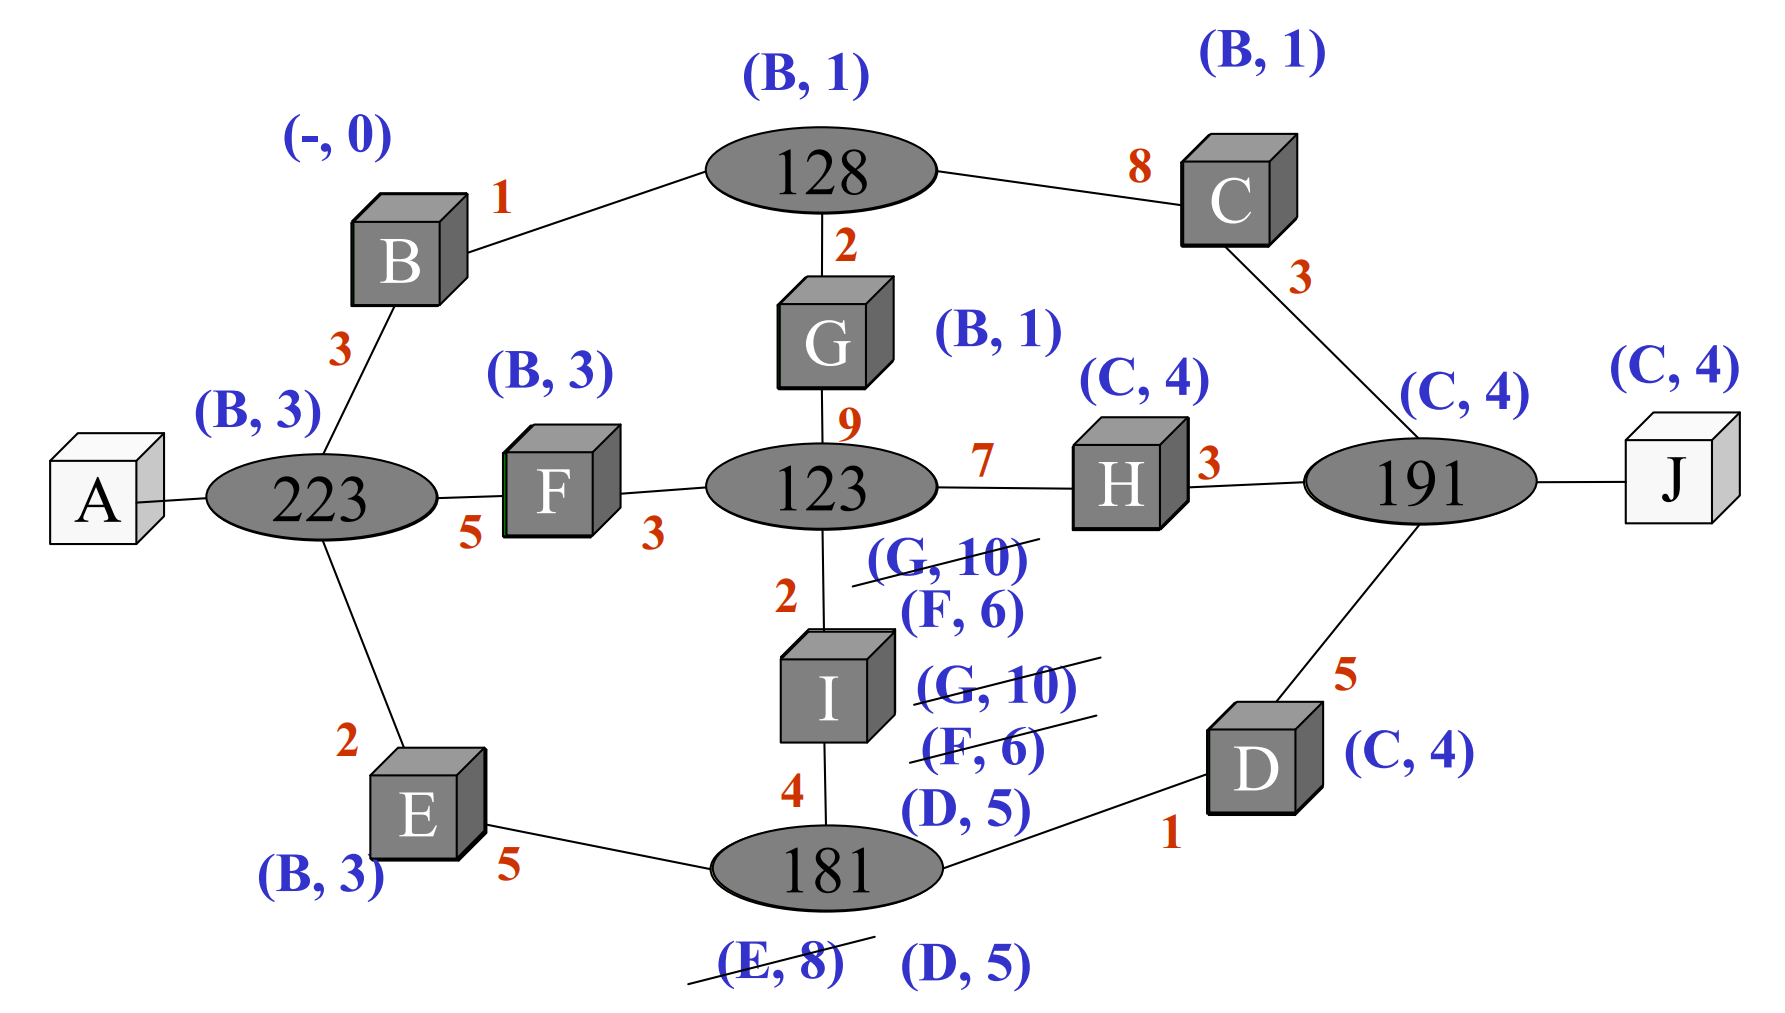 (B, 1)
(B, 1)
(-, 0)
128
8
C
1
B
2
3
G
(B, 1)
3
(B, 3)
(C, 4)
(C, 4)
(C, 4)
(B, 3)
9
A
223
5
F
3
123
7
H
3
191
J
(G, 10)
2
(F, 6)
I
(G, 10)
5
2
(F, 6)
D
(C, 4)
4
(D, 5)
E
1
(B, 3)
5
181
(E, 8)
(D, 5)